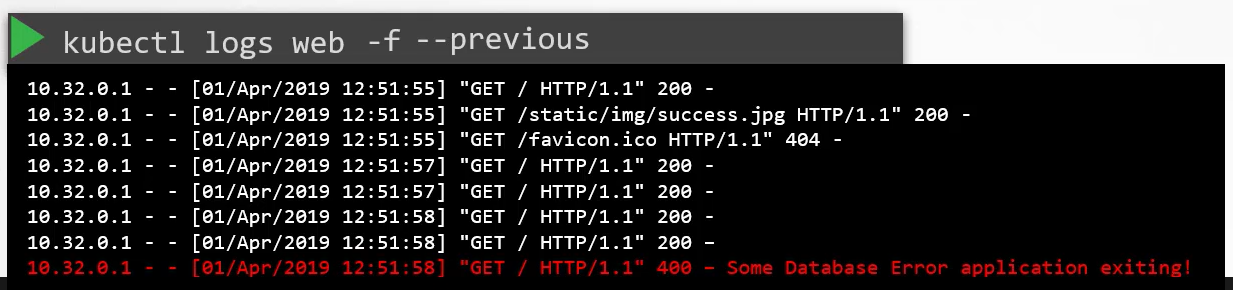 kubectl logs web -f --previous
10.32.0.1 - - [01/Apr/2019 12:51:55] "GET / HTTP/1.1" 200 -
10.32.0.1 - - [01/Apr/2019 12:51:55] "GET /static/img/success.jpg HTTP/1.1" 200 -
10.32.0.1 - - [01/Apr/2019 12:51:55] "GET /favicon.ico HTTP/1.1" 404 -
10.32.0.1 - - [01/Apr/2019 12:51:57] "GET / HTTP/1.1" 200 -
10.32.0.1 - - [01/Apr/2019 12:51:57] "GET / HTTP/1.1" 200 -
10.32.0.1 - - [01/Apr/2019 12:51:58] "GET / HTTP/1.1" 200 -
10.32.0.1 - - [01/Apr/2019 12:51:58] "GET / HTTP/1.1" 200 –
10.32.0.1 - - [01/Apr/2019 12:51:58] "GET / HTTP/1.1" 400 – Some Database Error application exiting!